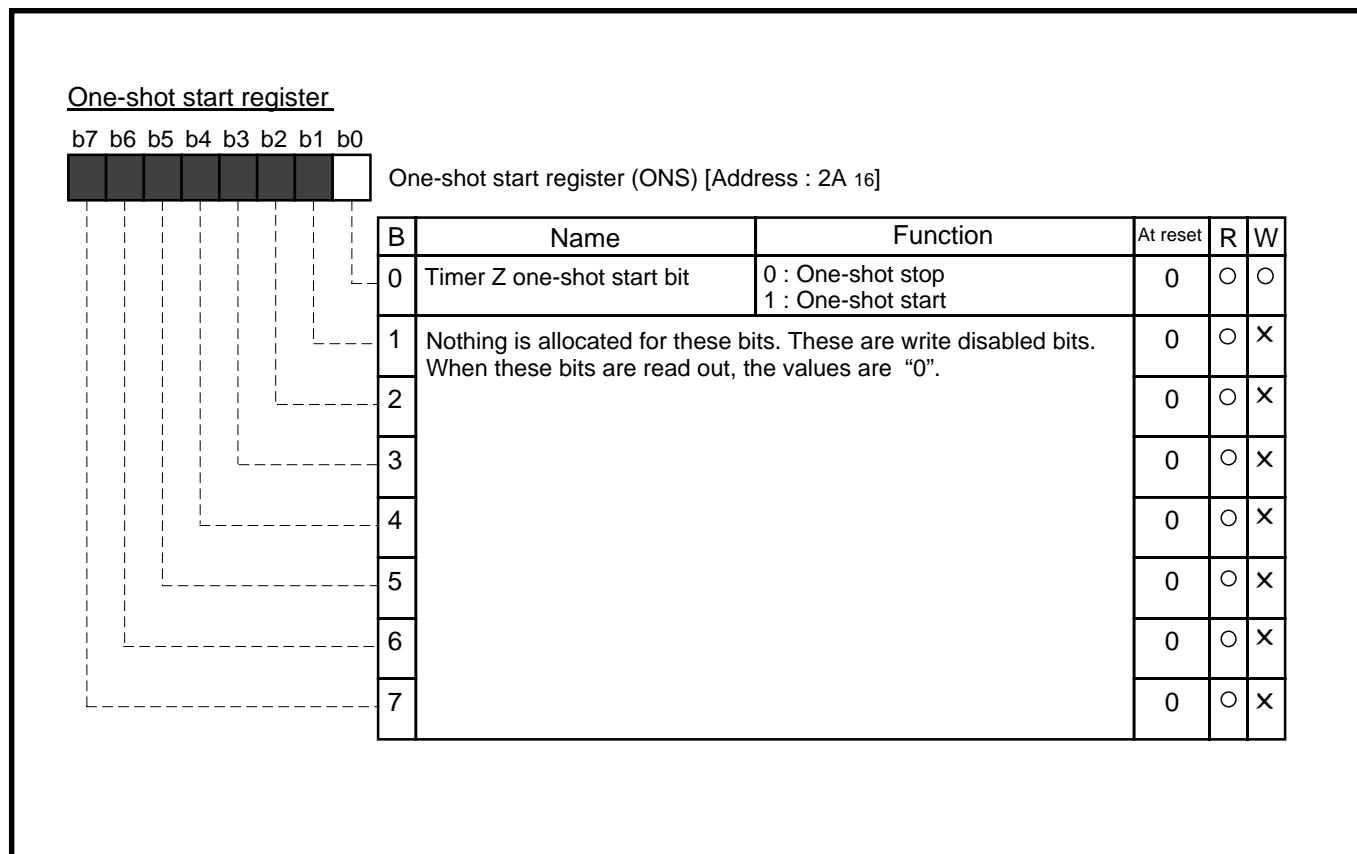 One-shot start register
b7 b6 b5 b4 b3 b2 b1 b0
One-shot start register (ONS) [Address : 2A 16]
B Name Function At reset R W
0 Timer Z one-shot start bit 0 : One-shot stop 0 ○ ○
1 : One-shot start
1 Nothing is allocated for these bits. These are write disabled bits. 0 ○ ×
When these bits are read out, the values are “0”.
2 0 ○ ×
3 0 ○ ×
4 0 ○ ×
5 0 ○ ×
6 0 ○ ×
7 0 ○ ×